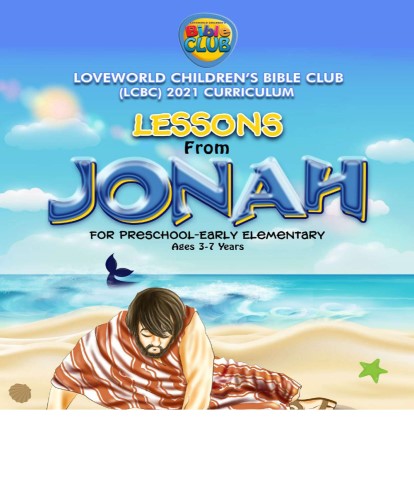 Bible
CLUB
LOVEWORLD CHILDREN'S BIBLE CLUB
(LCBC) 2021 CURRICULUM
LESSONS
From
JONAH
FOR PRESCHOOL-EARLY ELEMENTARY
Ages 3-7 Years